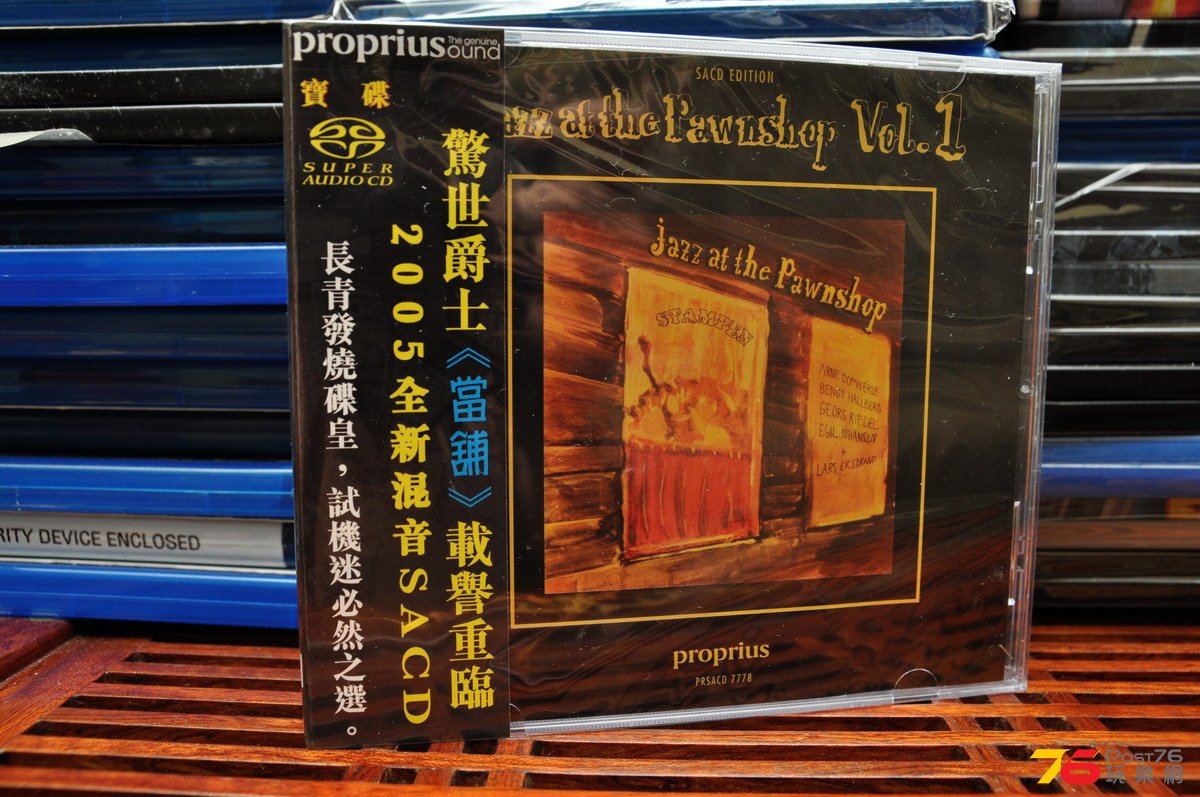 proprius The genuine sound
寶碟
SUPER
AUDIO CD
驚世爵士《當舖》載譽重臨
2005全新混音SACD
長青發燒碟皇，試機迷必然之選。
SACD EDITION
azz at the Pawnshop Vol.1
jazz at the Pawnshop
STAMPEN
ARNE DOMNERUS
BENGT HALLBERG
GEORG RIEDEL
EGIL JOHANSEN
+
LARS ERSTRAND
proprius
PRSACD 7778
RITY DEVICE ENCLOSED
76 POST76
玩樂網